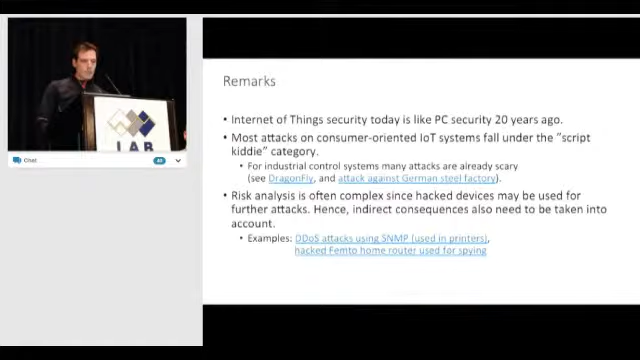 IAB
Chat
Remarks
• Internet of Things security today is like PC security 20 years ago.
• Most attacks on consumer-oriented IoT systems fall under the "script
kiddie" category.
• For industrial control systems many attacks are already scary
(see DragonFly, and attack against German steel factory).
• Risk analysis is often complex since hacked devices may be used for
further attacks. Hence, indirect consequences also need to be taken into
account.
• Examples: DDoS attacks using SNMP (used in printers),
hacked Femto home router used for spying